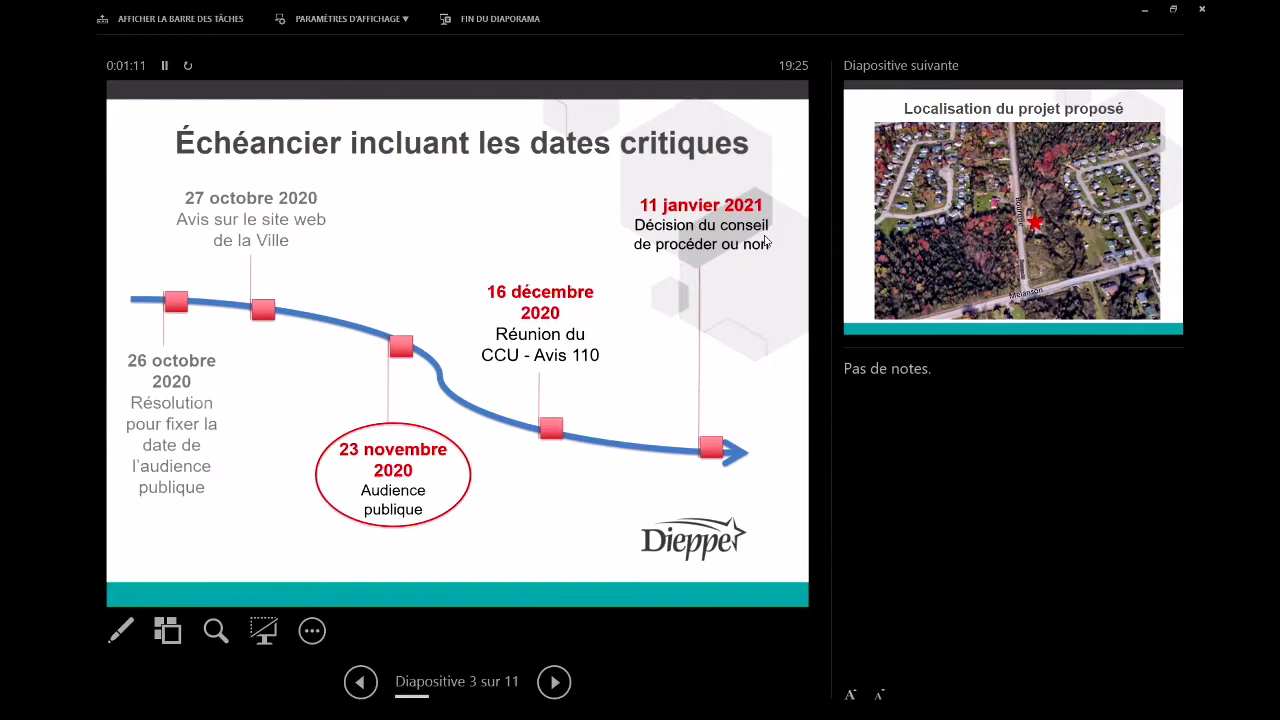 AFFICHER LA BARRE DES TÂCHES
PARAMÈTRES D'AFFICHAGE ▼
FIN DU DIAPORAMA
0:01:11
19:25
Échéancier incluant les dates critiques
27 octobre 2020
Avis sur le site web
de la Ville
11 janvier 2021
Décision du conseil
de procéder ou non
16 décembre
2020
Réunion du
CCU - Avis 110
26 octobre
2020
Résolution
pour fixer la
date de
l'audience
publique
23 novembre
2020
Audience
publique
Dieppe
Diapositive 3 sur 11
Diapositive suivante
Localisation du projet proposé
Melanson
Pas de notes.
A
A